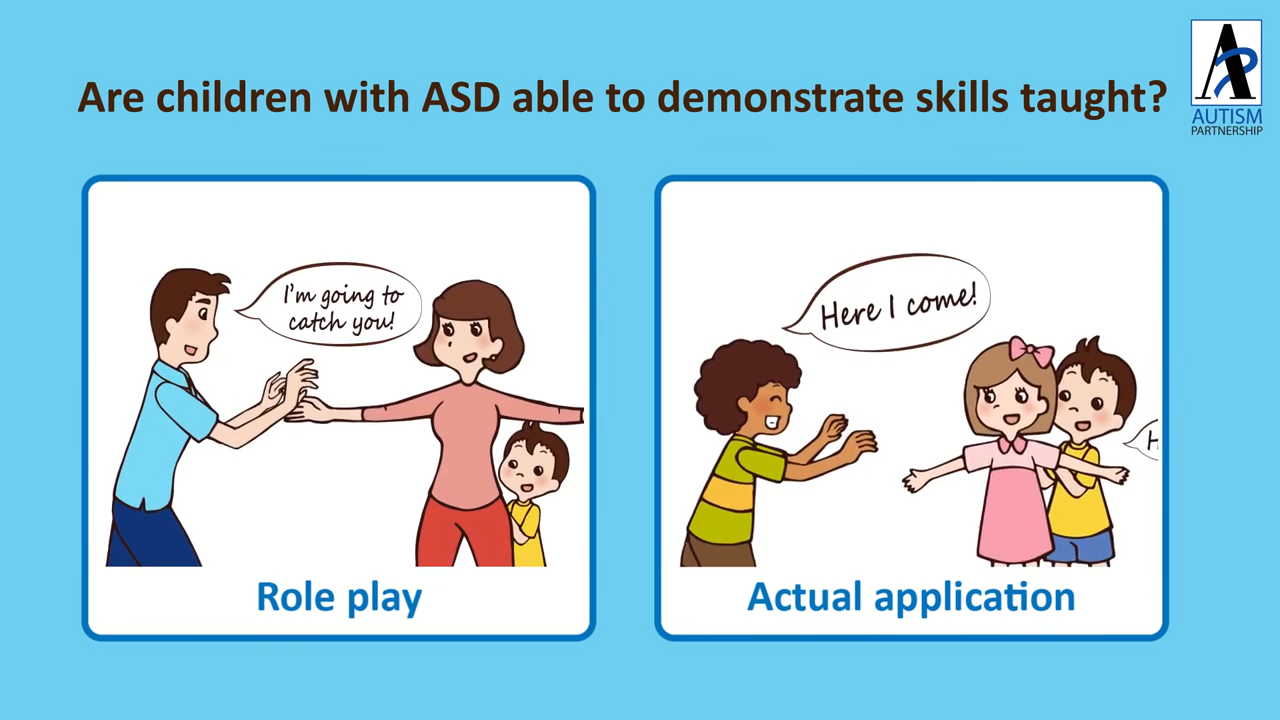 Are children with ASD able to demonstrate skills taught?
AUTISM
PARTNERSHIP
I'm going to
catch you!
Here I come!
Role play
Actual application